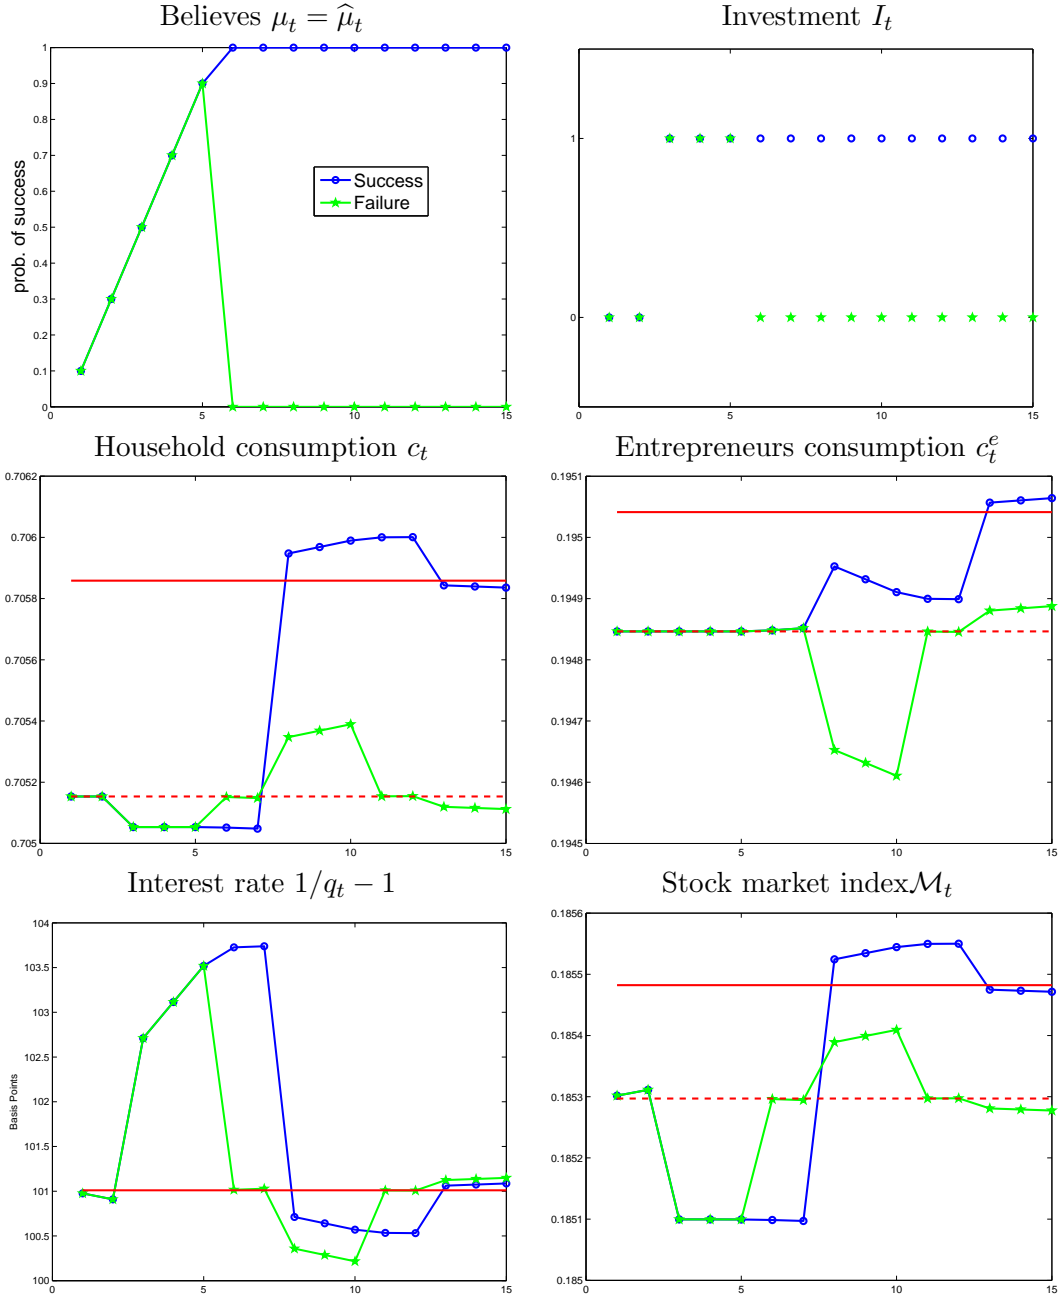 Believes μ_t = μ̂_t
Investment I_t
1
0.9
0.8
0.7
0.6
0.5
0.4
0.3
0.2
0.1
0
prob. of success
0 5 10 15
Success
Failure
1
0
0 5 10 15
Household consumption c_t
Entrepreneurs consumption c_t^e
0.7062
0.706
0.7058
0.7056
0.7054
0.7052
0.705
0 5 10 15
0.1951
0.195
0.1949
0.1948
0.1947
0.1946
0.1945
0 5 10 15
Interest rate 1/q_t − 1
Stock market index ℳ_t
104
103.5
103
102.5
102
101.5
101
100.5
100
Basis Points
0 5 10 15
0.1856
0.1855
0.1854
0.1853
0.1852
0.1851
0.185
0 5 10 15